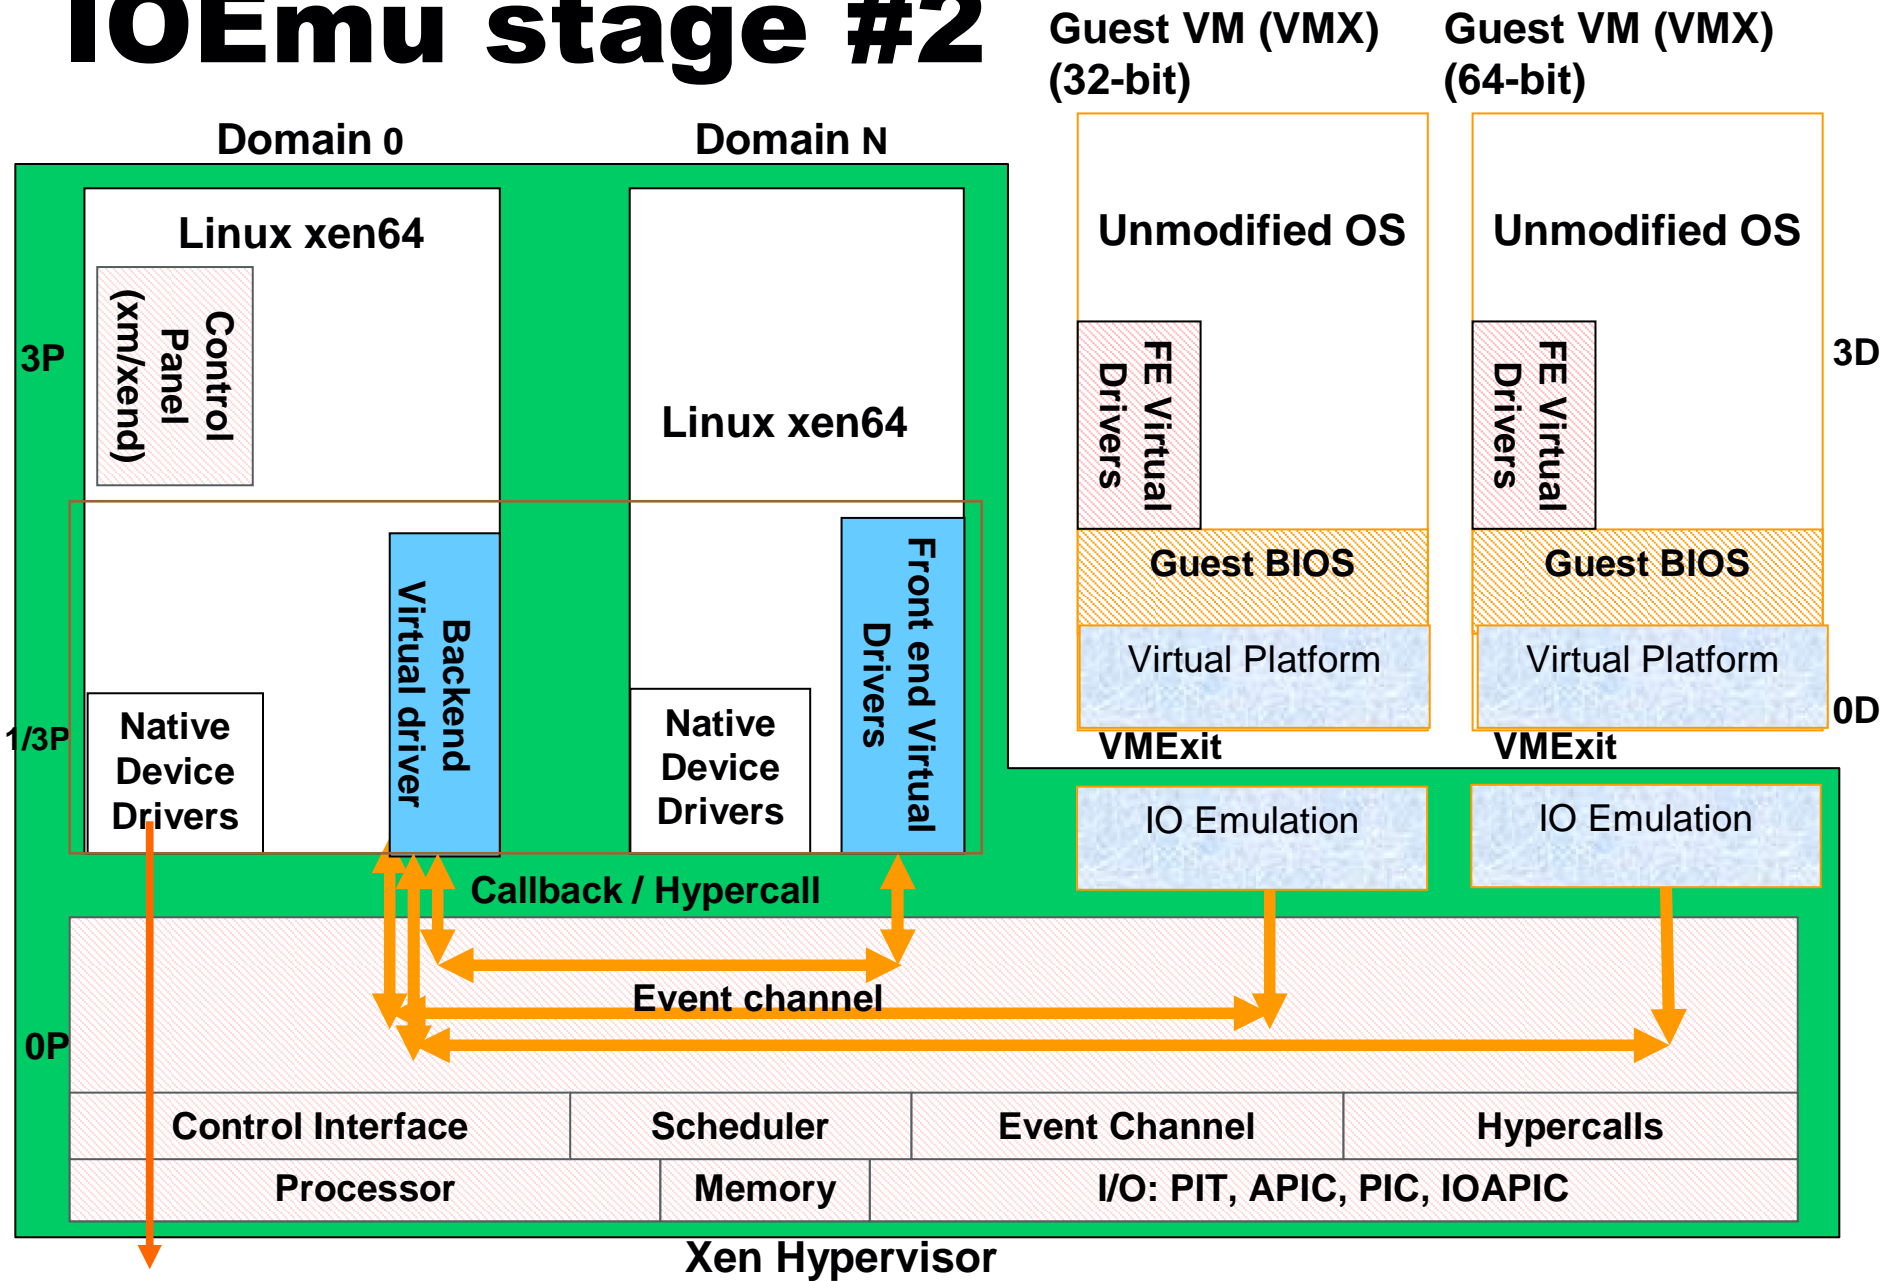 IOEmu stage #2
Guest VM (VMX)
(32-bit)
Guest VM (VMX)
(64-bit)
Domain 0
Domain N
Linux xen64
Control
Panel
(xm/xend)
3P
Linux xen64
Unmodified OS
Unmodified OS
FE Virtual
Drivers
FE Virtual
Drivers
3D
Guest BIOS
Guest BIOS
Virtual Platform
Virtual Platform
0D
VMExit
VMExit
1/3P
Native
Device
Drivers
Backend
Virtual driver
Native
Device
Drivers
Front end Virtual
Drivers
IO Emulation
IO Emulation
Callback / Hypercall
Event channel
0P
Control Interface
Scheduler
Event Channel
Hypercalls
Processor
Memory
I/O: PIT, APIC, PIC, IOAPIC
Xen Hypervisor